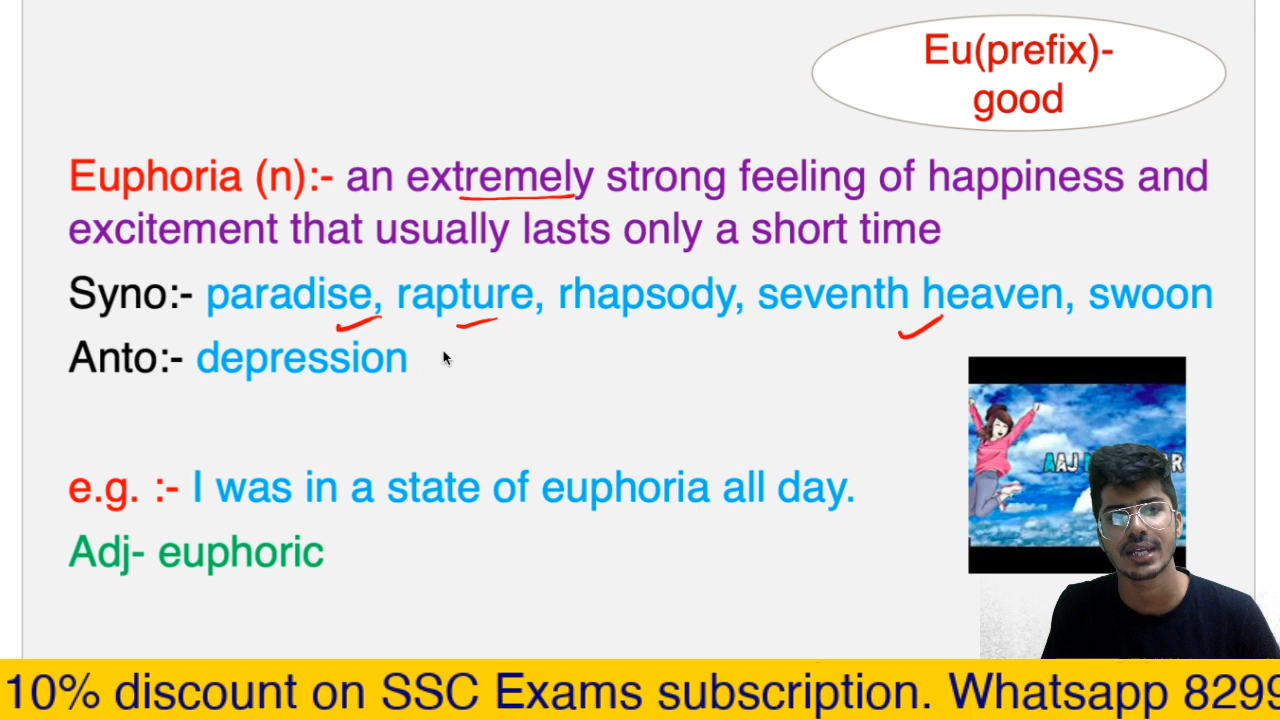 Eu(prefix)-
good
Euphoria (n):- an extremely strong feeling of happiness and
excitement that usually lasts only a short time
Syno:- paradise, rapture, rhapsody, seventh heaven, swoon
Anto:- depression
AAJ
e.g. :- I was in a state of euphoria all day.
Adj- euphoric
10% discount on SSC Exams subscription. Whatsapp 8299